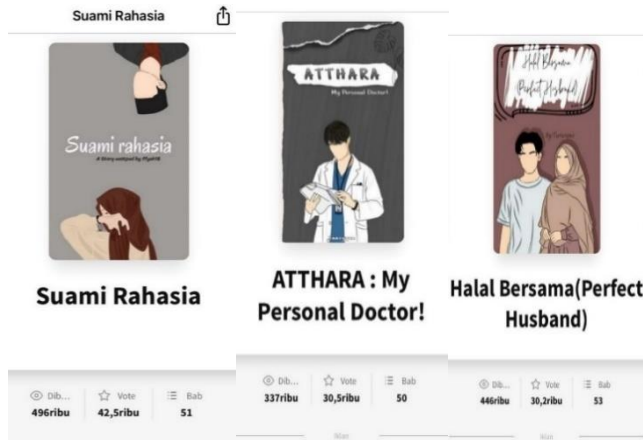 Suami Rahasia
Suami rahasia
Suami Rahasia
Dib...
Vote
Bab
496ribu
42,5ribu
51
ATTHARA
My Personal Doctor!
ATTHARA : My
Personal Doctor!
Dib...
Vote
Bab
337ribu
30,5ribu
50
Iklan
Halal Bersama
(Perfect Husband)
Halal Bersama(Perfect
Husband)
Dib...
Vote
Bab
446ribu
30,2ribu
53
Iklan